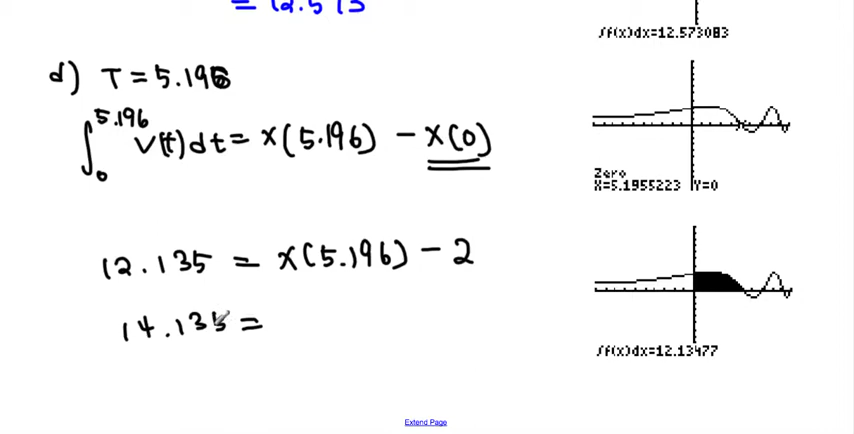 = 12.573
∫f(x)dx=12.573083
d) T = 5.196
∫₀^5.196 v(t)dt = x(5.196) - x(0)
Zero
X=5.1955223 Y=0
12.135 = x(5.196) - 2
14.135 =
∫f(x)dx=12.13477
Extend Page